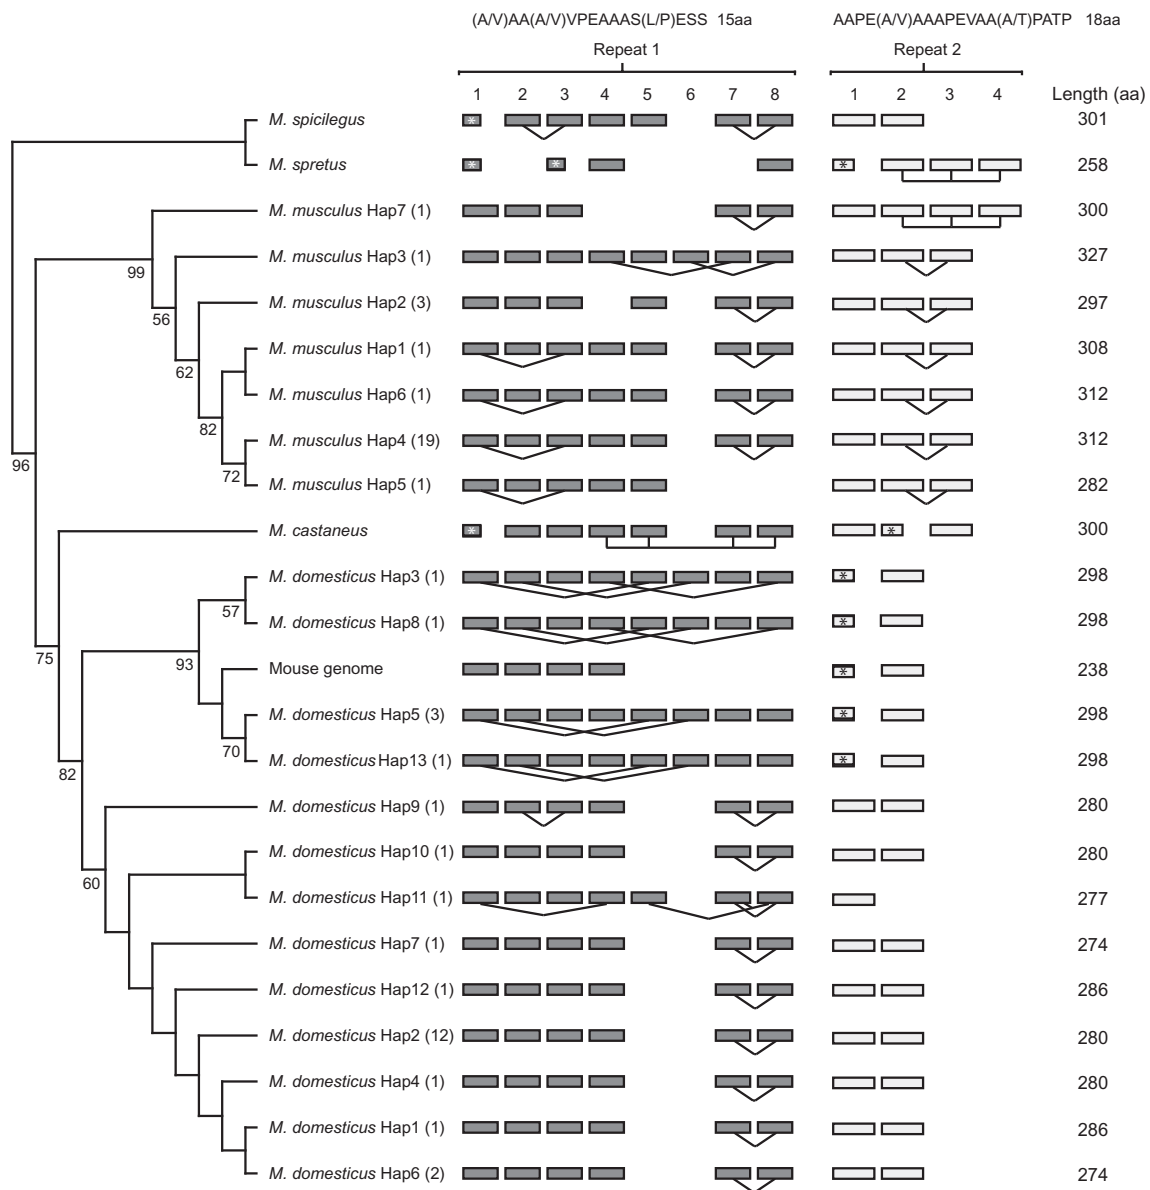 (A/V)AA(A/V)VPEAAAS(L/P)ESS 15aa AAPE(A/V)AAAPEVAA(A/T)PATP 18aa
Repeat 1 Repeat 2
1 2 3 4 5 6 7 8 1 2 3 4 Length (aa)
M. spicilegus * 301
M. spretus * * * 258
M. musculus Hap7 (1) 300
M. musculus Hap3 (1) 327
99
M. musculus Hap2 (3) 297
56
M. musculus Hap1 (1) 308
62
M. musculus Hap6 (1) 312
82
M. musculus Hap4 (19) 312
96
72
M. musculus Hap5 (1) 282
M. castaneus * * 300
M. domesticus Hap3 (1) * 298
57
M. domesticus Hap8 (1) * 298
75
93
Mouse genome * 238
M. domesticus Hap5 (3) * 298
70
M. domesticus Hap13 (1) * 298
82
M. domesticus Hap9 (1) 280
M. domesticus Hap10 (1) 280
60
M. domesticus Hap11 (1) 277
M. domesticus Hap7 (1) 274
M. domesticus Hap12 (1) 286
M. domesticus Hap2 (12) 280
M. domesticus Hap4 (1) 280
M. domesticus Hap1 (1) 286
M. domesticus Hap6 (2) 274